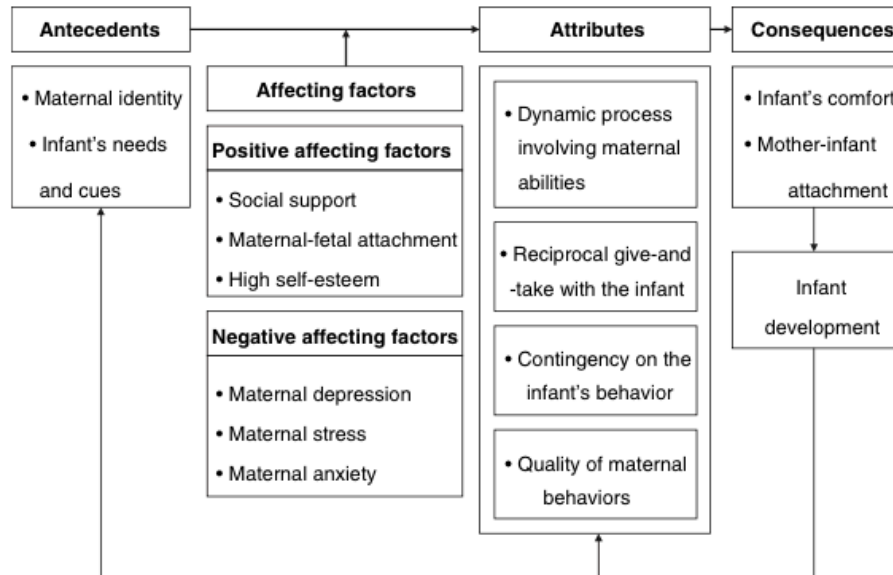 Antecedents
Attributes
Consequences
• Maternal identity
• Infant's needs
and cues
Affecting factors
Positive affecting factors
• Social support
• Maternal-fetal attachment
• High self-esteem
Negative affecting factors
• Maternal depression
• Maternal stress
• Maternal anxiety
• Dynamic process
involving maternal
abilities
• Reciprocal give-and
-take with the infant
• Contingency on the
infant's behavior
• Quality of maternal
behaviors
• Infant's comfort
• Mother-infant
attachment
Infant
development